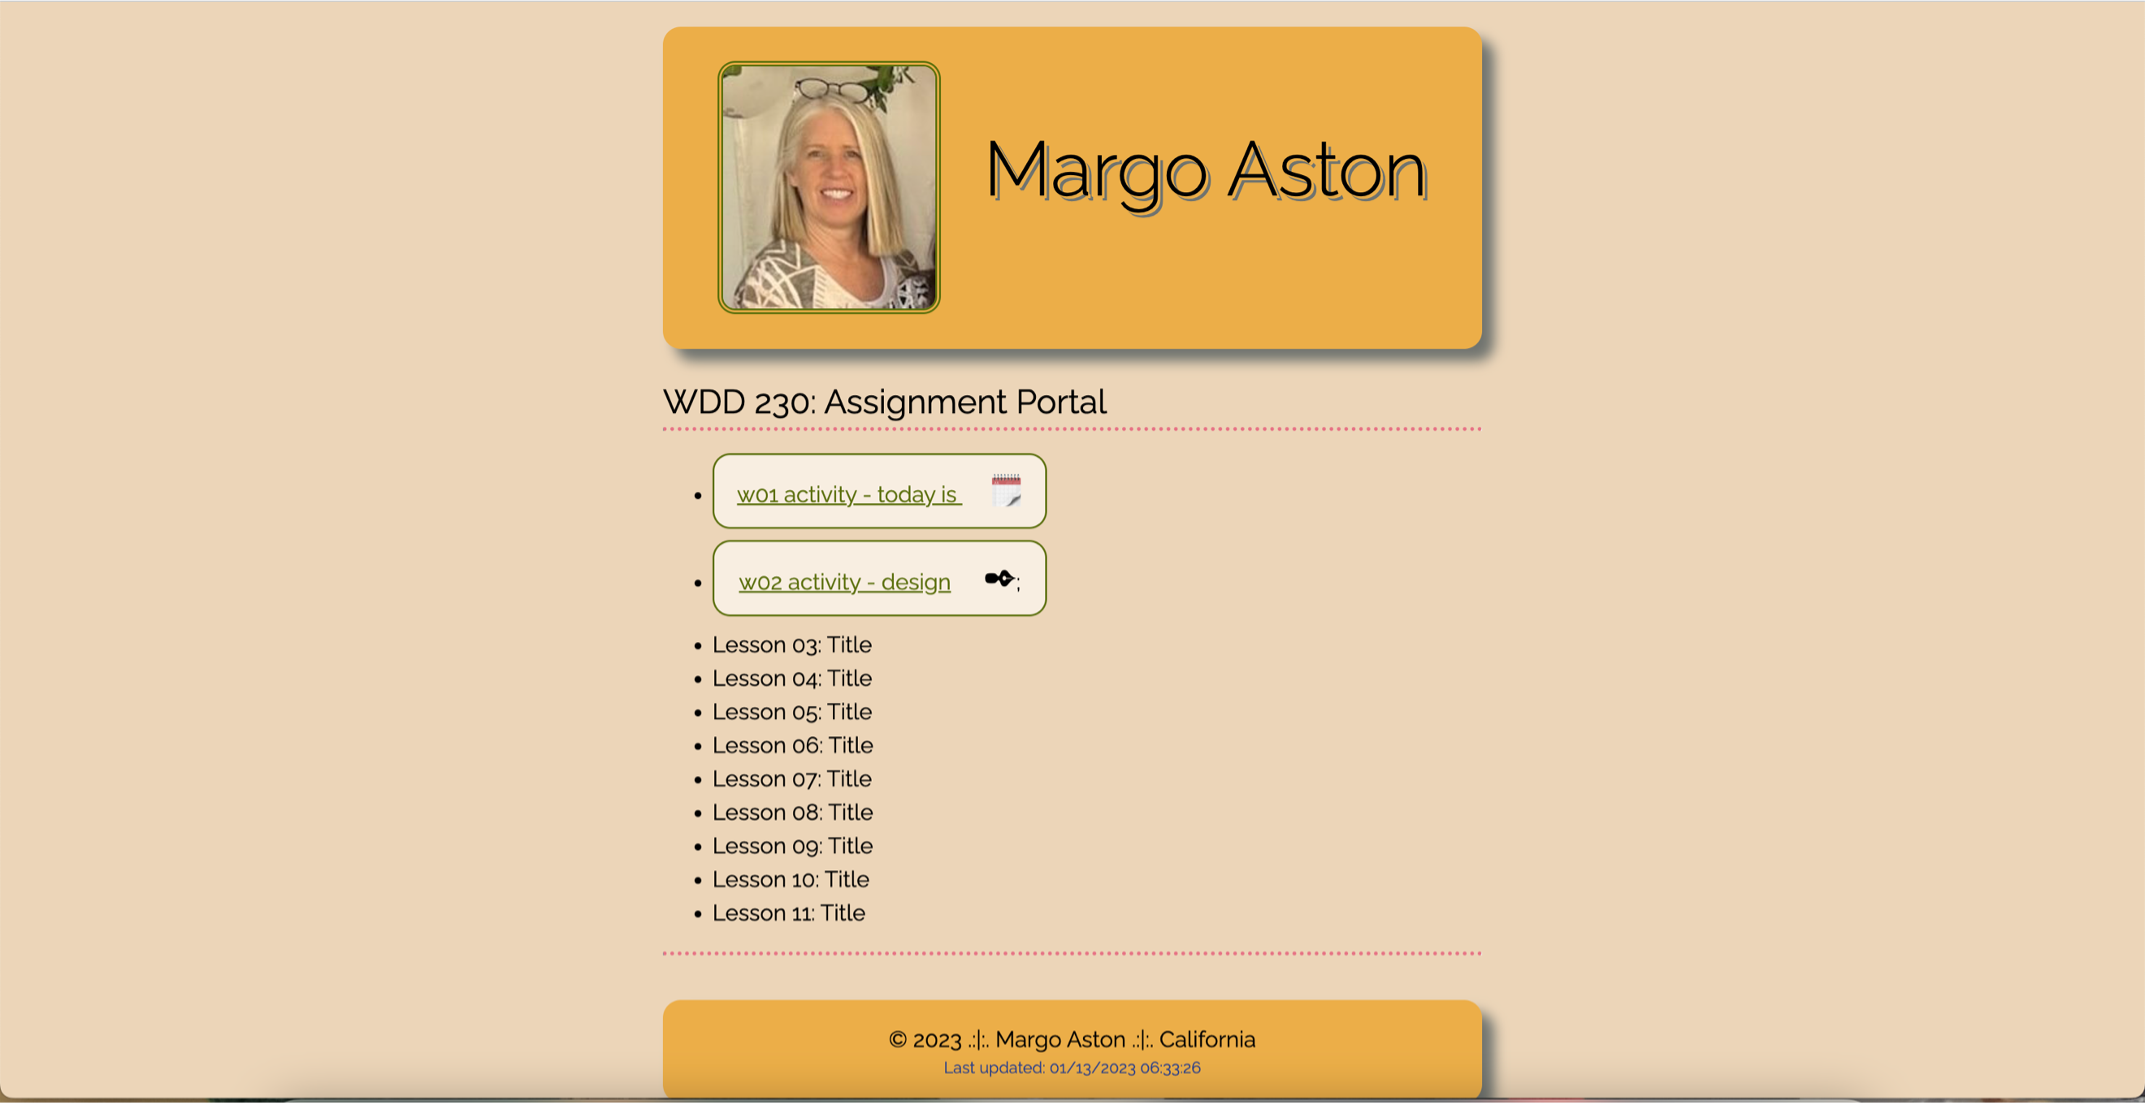 Margo Aston
WDD 230: Assignment Portal
w01 activity - today is
w02 activity - design ✒;
Lesson 03: Title
Lesson 04: Title
Lesson 05: Title
Lesson 06: Title
Lesson 07: Title
Lesson 08: Title
Lesson 09: Title
Lesson 10: Title
Lesson 11: Title
© 2023 .:|:. Margo Aston .:|:. California
Last updated: 01/13/2023 06:33:26